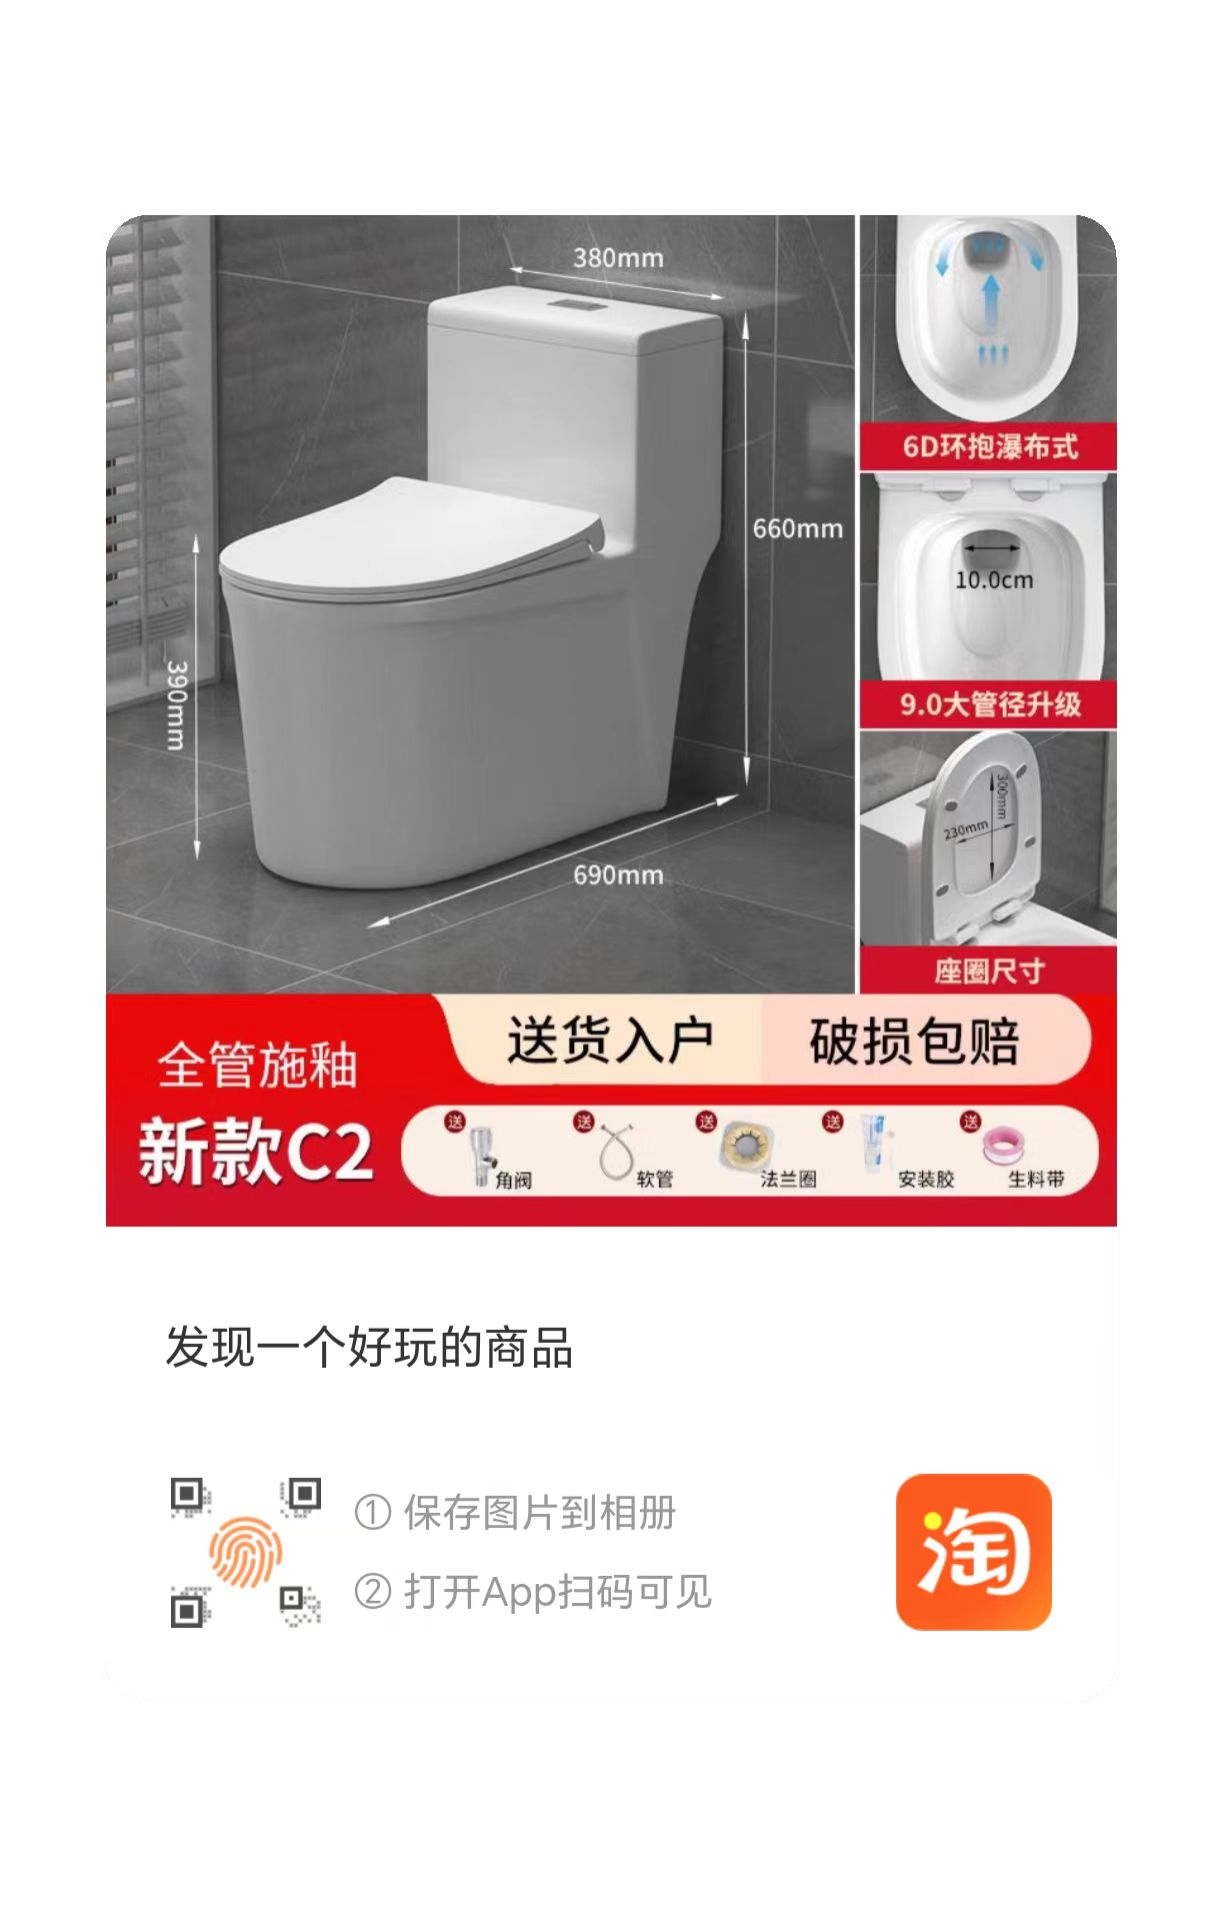 380mm
660mm
390mm
690mm
6D环抱瀑布式
10.0cm
9.0大管径升级
300mm
230mm
座圈尺寸
全管施釉
新款C2
送货入户
破损包赔
送 角阀
送 软管
送 法兰圈
送 安装胶
送 生料带
发现一个好玩的商品
① 保存图片到相册
② 打开App扫码可见
淘